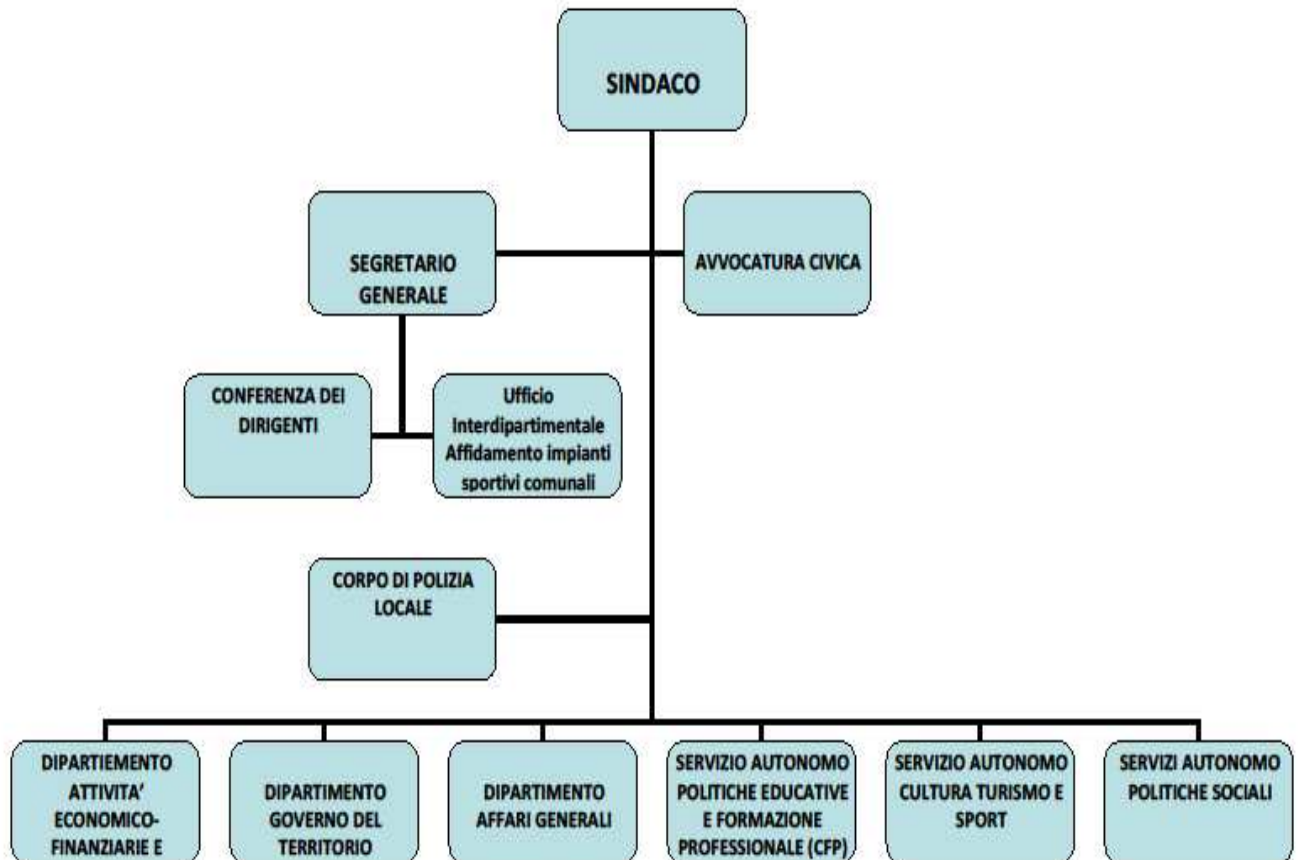 SINDACO
SEGRETARIO
GENERALE
AVVOCATURA CIVICA
CONFERENZA DEI
DIRIGENTI
Ufficio
Interdipartimentale
Affidamento impianti
sportivi comunali
CORPO DI POLIZIA
LOCALE
DIPARTIEMENTO
ATTIVITA’
ECONOMICO-
FINANZIARIE E
DIPARTIMENTO
GOVERNO DEL
TERRITORIO
DIPARTIMENTO
AFFARI GENERALI
SERVIZIO AUTONOMO
POLITICHE EDUCATIVE
E FORMAZIONE
PROFESSIONALE (CFP)
SERVIZIO AUTONOMO
CULTURA TURISMO E
SPORT
SERVIZI AUTONOMO
POLITICHE SOCIALI